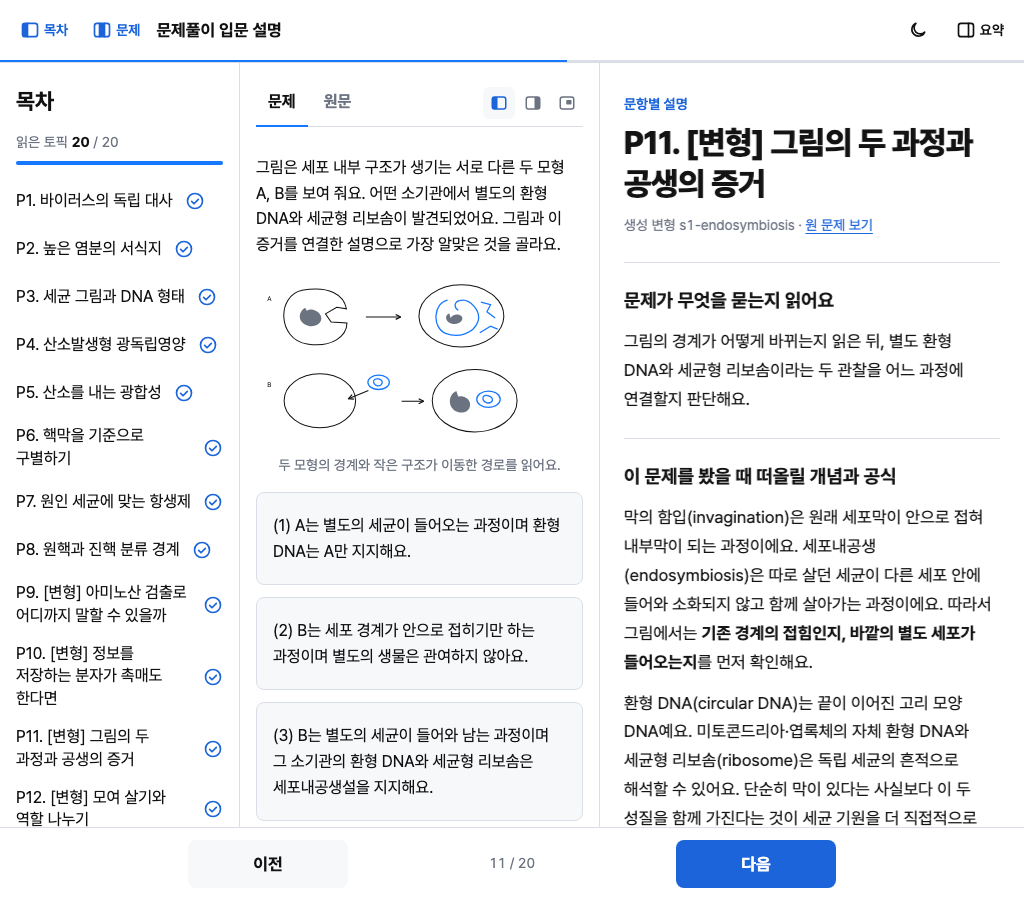 목차
문제
문제풀이 입문 설명
요약
목차
읽은 토픽 20 / 20
P1. 바이러스의 독립 대사
P2. 높은 염분의 서식지
P3. 세균 그림과 DNA 형태
P4. 산소발생형 광독립영양
P5. 산소를 내는 광합성
P6. 핵막을 기준으로
구별하기
P7. 원인 세균에 맞는 항생제
P8. 원핵과 진핵 분류 경계
P9. [변형] 아미노산 검출로
어디까지 말할 수 있을까
P10. [변형] 정보를
저장하는 분자가 촉매도
한다면
P11. [변형] 그림의 두
과정과 공생의 증거
P12. [변형] 모여 살기와
역할 나누기
문제
원문
그림은 세포 내부 구조가 생기는 서로 다른 두 모형
A, B를 보여 줘요. 어떤 소기관에서 별도의 환형
DNA와 세균형 리보솜이 발견되었어요. 그림과 이
증거를 연결한 설명으로 가장 알맞은 것을 골라요.
A
B
두 모형의 경계와 작은 구조가 이동한 경로를 읽어요.
(1) A는 별도의 세균이 들어오는 과정이며 환형
DNA는 A만 지지해요.
(2) B는 세포 경계가 안으로 접히기만 하는
과정이며 별도의 생물은 관여하지 않아요.
(3) B는 별도의 세균이 들어와 남는 과정이며
그 소기관의 환형 DNA와 세균형 리보솜은
세포내공생설을 지지해요.
문항별 설명
P11. [변형] 그림의 두 과정과
공생의 증거
생성 변형 s1-endosymbiosis · 원 문제 보기
문제가 무엇을 묻는지 읽어요
그림의 경계가 어떻게 바뀌는지 읽은 뒤, 별도 환형
DNA와 세균형 리보솜이라는 두 관찰을 어느 과정에
연결할지 판단해요.
이 문제를 봤을 때 떠올릴 개념과 공식
막의 함입(invagination)은 원래 세포막이 안으로 접혀
내부막이 되는 과정이에요. 세포내공생
(endosymbiosis)은 따로 살던 세균이 다른 세포 안에
들어와 소화되지 않고 함께 살아가는 과정이에요. 따라서
그림에서는 기존 경계의 접힘인지, 바깥의 별도 세포가
들어오는지를 먼저 확인해요.
환형 DNA(circular DNA)는 끝이 이어진 고리 모양
DNA예요. 미토콘드리아·엽록체의 자체 환형 DNA와
세균형 리보솜(ribosome)은 독립 세균의 흔적으로
해석할 수 있어요. 단순히 막이 있다는 사실보다 이 두
성질을 함께 가진다는 것이 세균 기원을 더 직접적으로
이전
11 / 20
다음